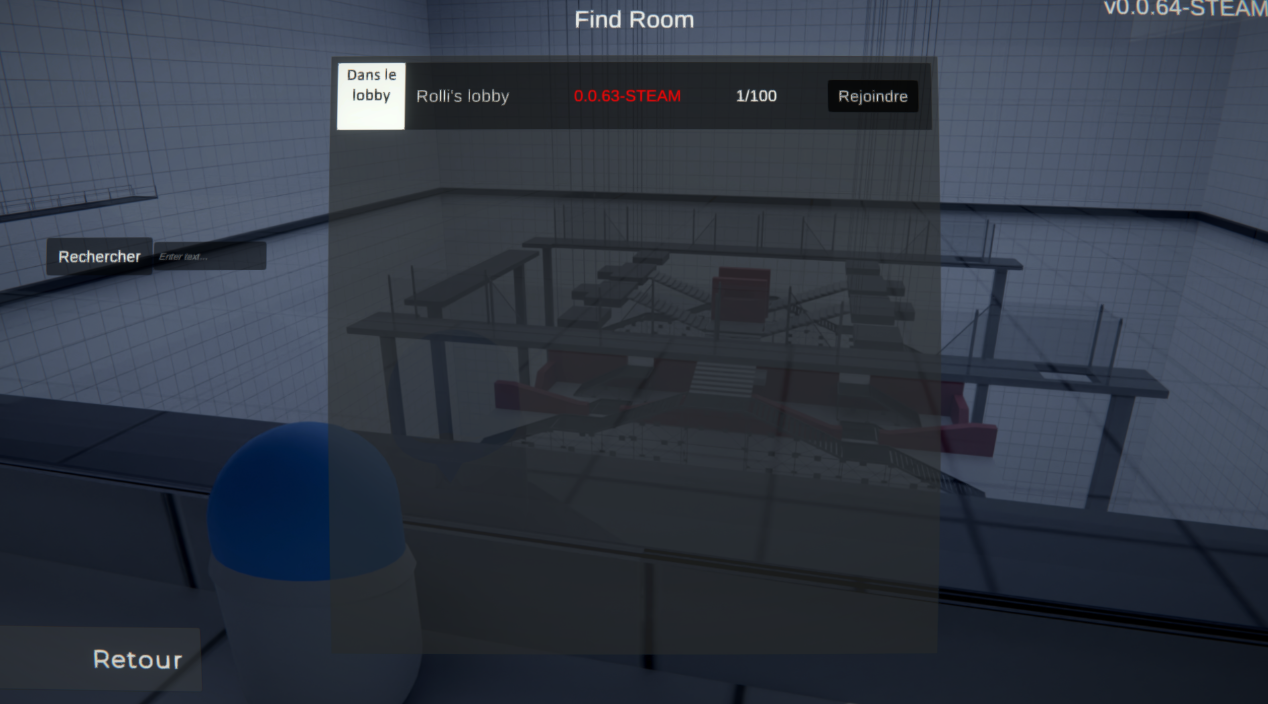 Find Room
v0.0.64-STEAM
Dans le
lobby
Rolli's lobby
0.0.63-STEAM
1/100
Rejoindre
Rechercher
Enter text...
Retour